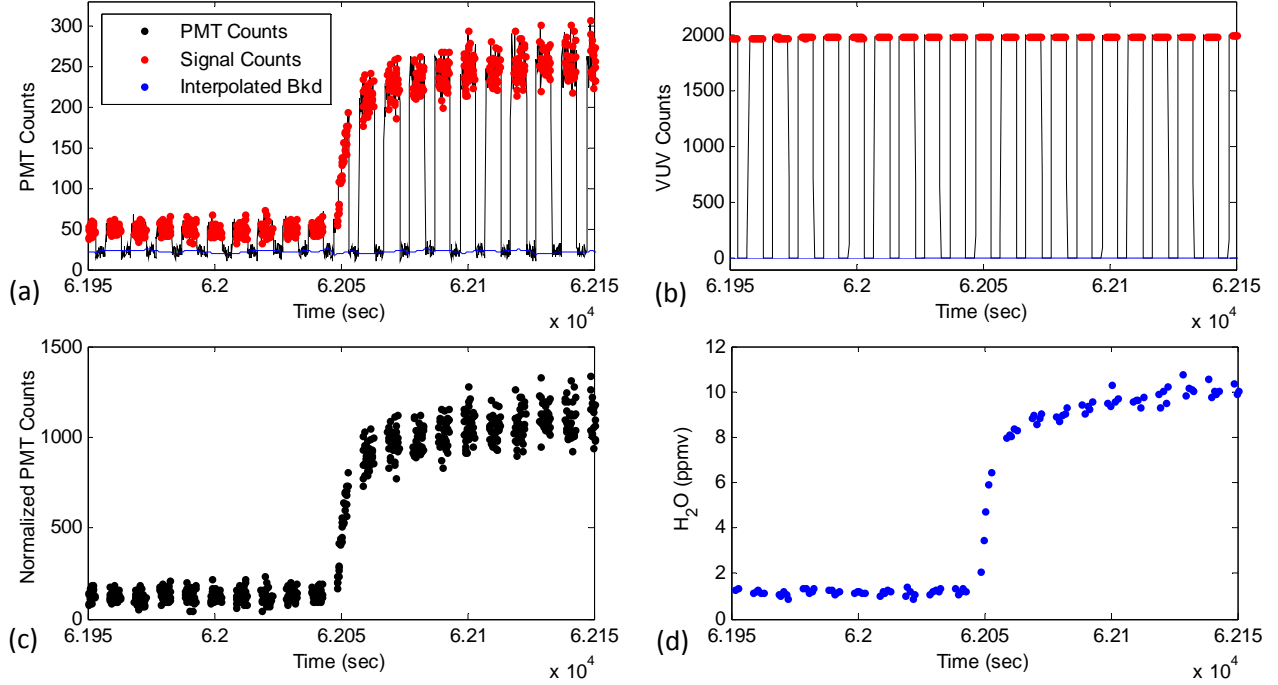 PMT Counts
Signal Counts
Interpolated Bkd
300
250
200
150
100
50
0
PMT Counts
6.195
6.2
6.205
6.21
6.215
Time (sec)
x 10^4
(a)
2000
1500
1000
500
0
VUV Counts
6.195
6.2
6.205
6.21
6.215
Time (sec)
x 10^4
(b)
1500
1000
500
0
Normalized PMT Counts
6.195
6.2
6.205
6.21
6.215
Time (sec)
x 10^4
(c)
12
10
8
6
4
2
0
H₂O (ppmv)
6.195
6.2
6.205
6.21
6.215
Time (sec)
x 10^4
(d)